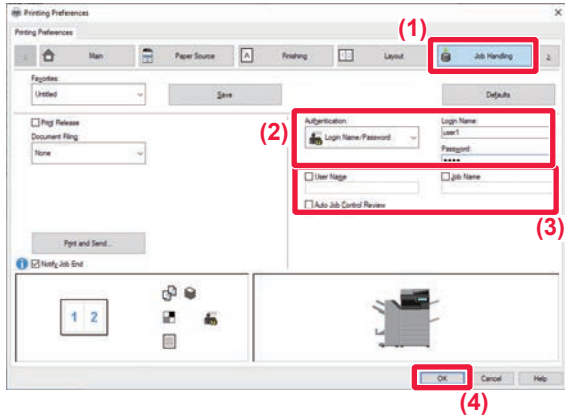 Printing Preferences
Printing Preferences
(1)
Main
Paper Source
A
Finishing
Layout
Job Handling
2
Favorites:
Untitled
Save
Defaults
Print Release
Document Filing:
None
(2)
Authentication:
Login Name/Password
Login Name:
user1
Password:
••••
User Name
Job Name
Auto Job Control Review
(3)
Print and Send...
Notify Job End
1 2
OK
Cancel
Help
(4)